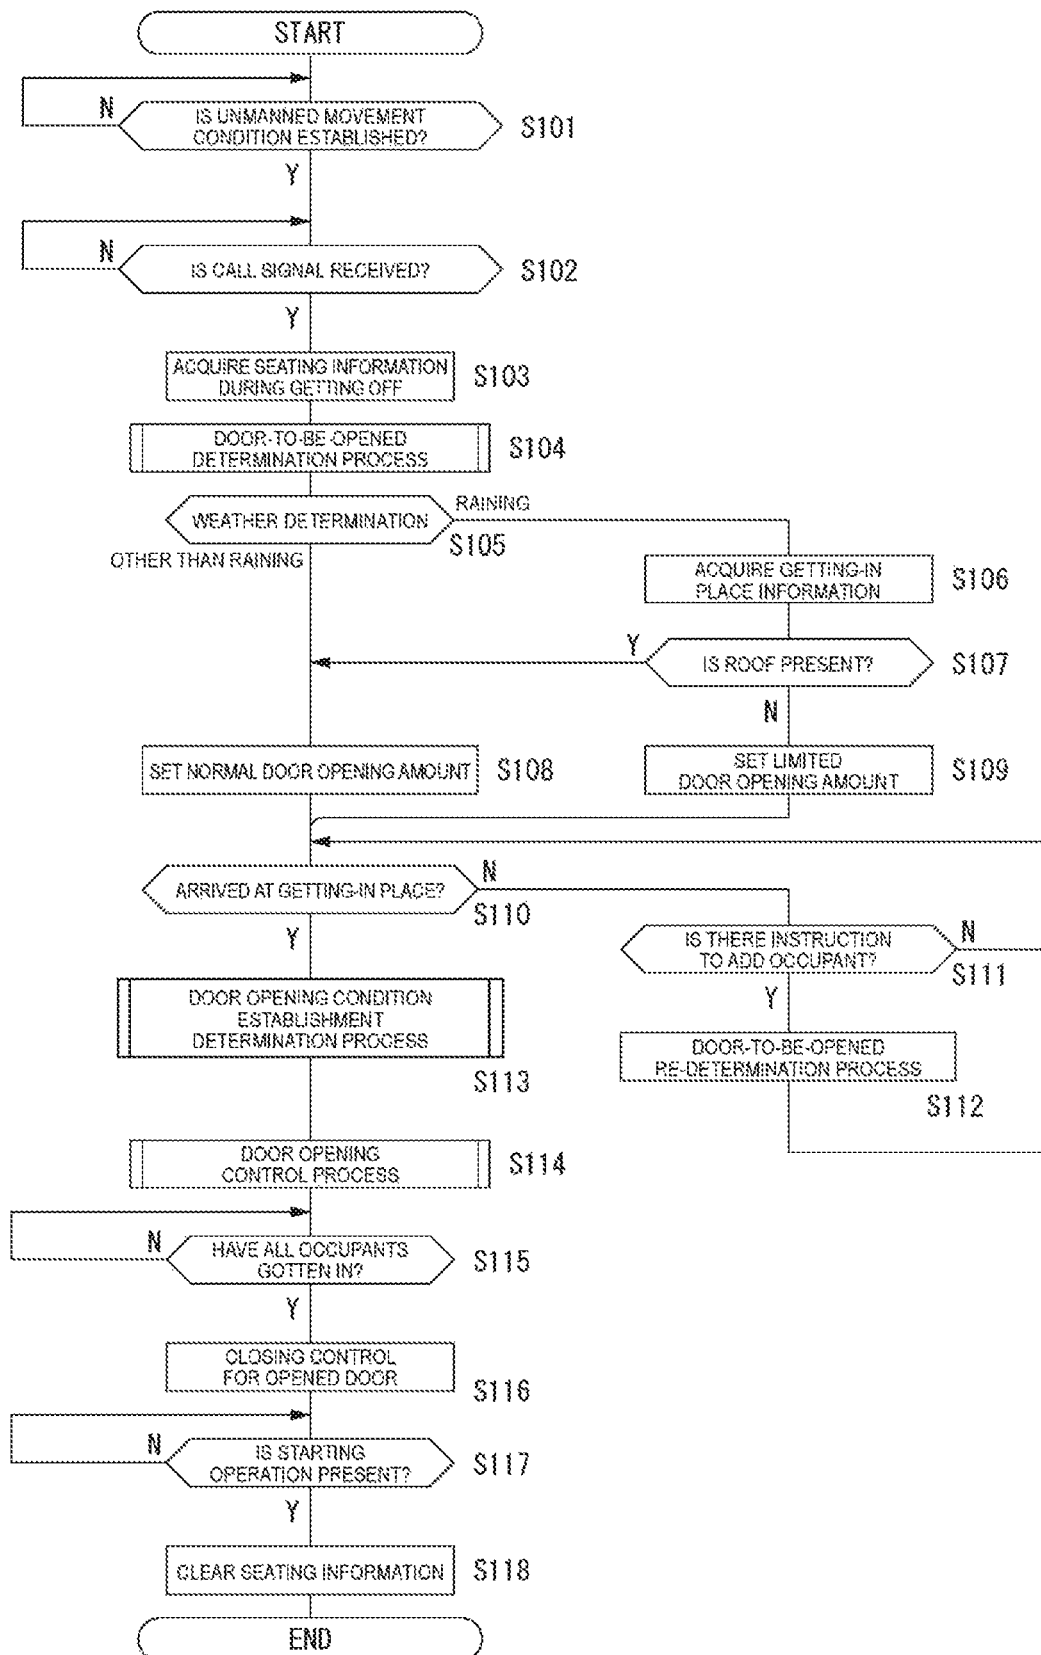 START
N
IS UNMANNED MOVEMENT
CONDITION ESTABLISHED?
S101
Y
N
IS CALL SIGNAL RECEIVED?
S102
Y
ACQUIRE SEATING INFORMATION
DURING GETTING OFF
S103
DOOR-TO-BE-OPENED
DETERMINATION PROCESS
S104
WEATHER DETERMINATION
RAINING
S105
OTHER THAN RAINING
ACQUIRE GETTING-IN
PLACE INFORMATION
S106
Y
IS ROOF PRESENT?
S107
N
SET NORMAL DOOR OPENING AMOUNT
S108
SET LIMITED
DOOR OPENING AMOUNT
S109
ARRIVED AT GETTING-IN PLACE?
N
S110
Y
IS THERE INSTRUCTION
TO ADD OCCUPANT?
N
S111
Y
DOOR OPENING CONDITION
ESTABLISHMENT
DETERMINATION PROCESS
S113
DOOR-TO-BE-OPENED
RE-DETERMINATION PROCESS
S112
DOOR OPENING
CONTROL PROCESS
S114
N
HAVE ALL OCCUPANTS
GOTTEN IN?
S115
Y
CLOSING CONTROL
FOR OPENED DOOR
S116
N
IS STARTING
OPERATION PRESENT?
S117
Y
CLEAR SEATING INFORMATION
S118
END